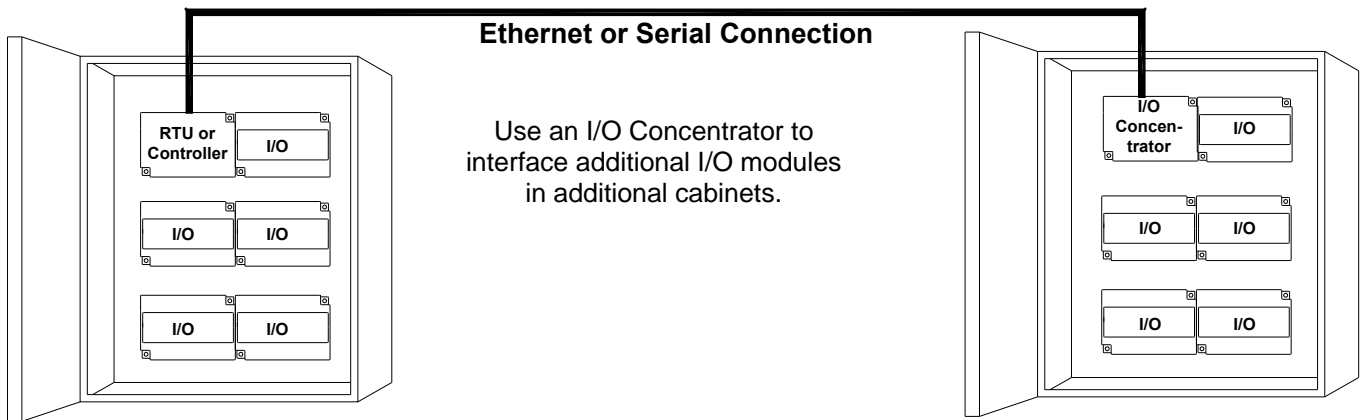 Ethernet or Serial Connection
Use an I/O Concentrator to
interface additional I/O modules
in additional cabinets.
RTU or
Controller
I/O
I/O
I/O
I/O
I/O
I/O
Concen-
trator
I/O
I/O
I/O
I/O
I/O